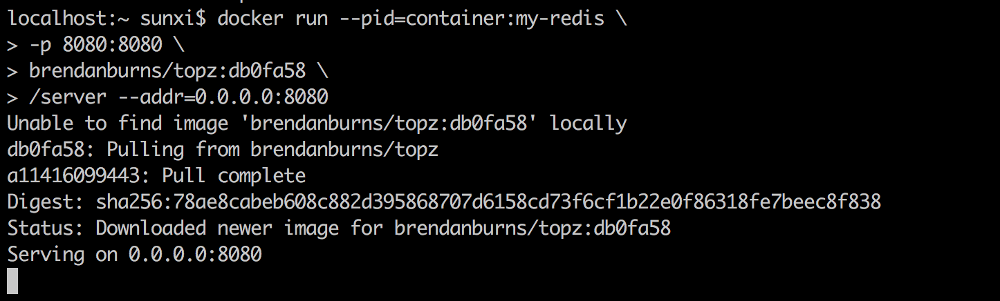 localhost:~ sunxi$ docker run --pid=container:my-redis \
> -p 8080:8080 \
> brendanburns/topz:db0fa58 \
> /server --addr=0.0.0.0:8080
Unable to find image 'brendanburns/topz:db0fa58' locally
db0fa58: Pulling from brendanburns/topz
a11416099443: Pull complete
Digest: sha256:78ae8cabeb608c882d395868707d6158cd73f6cf1b22e0f86318fe7beec8f838
Status: Downloaded newer image for brendanburns/topz:db0fa58
Serving on 0.0.0.0:8080